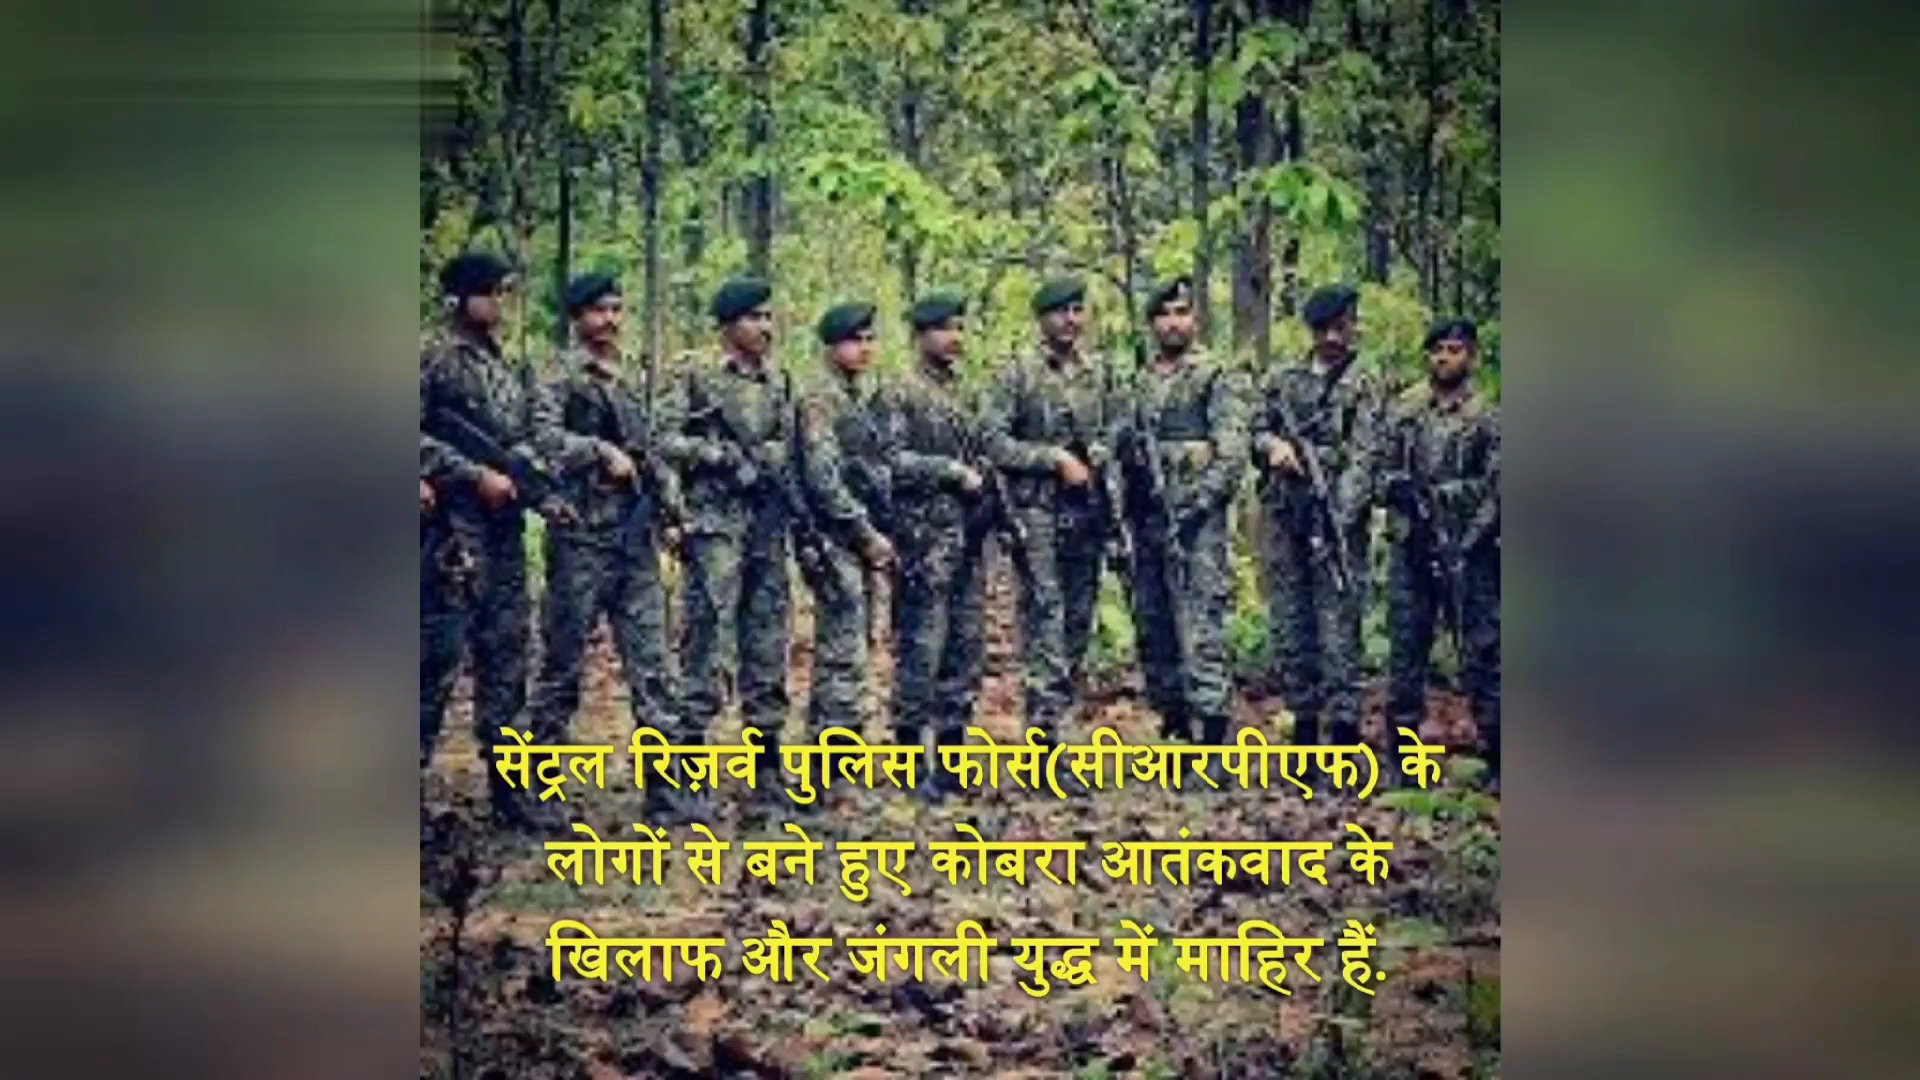 सेंट्रल रिज़र्व पुलिस फोर्स(सीआरपीएफ) के
लोगों से बने हुए कोबरा आतंकवाद के
खिलाफ और जंगली युद्ध में माहिर हैं.